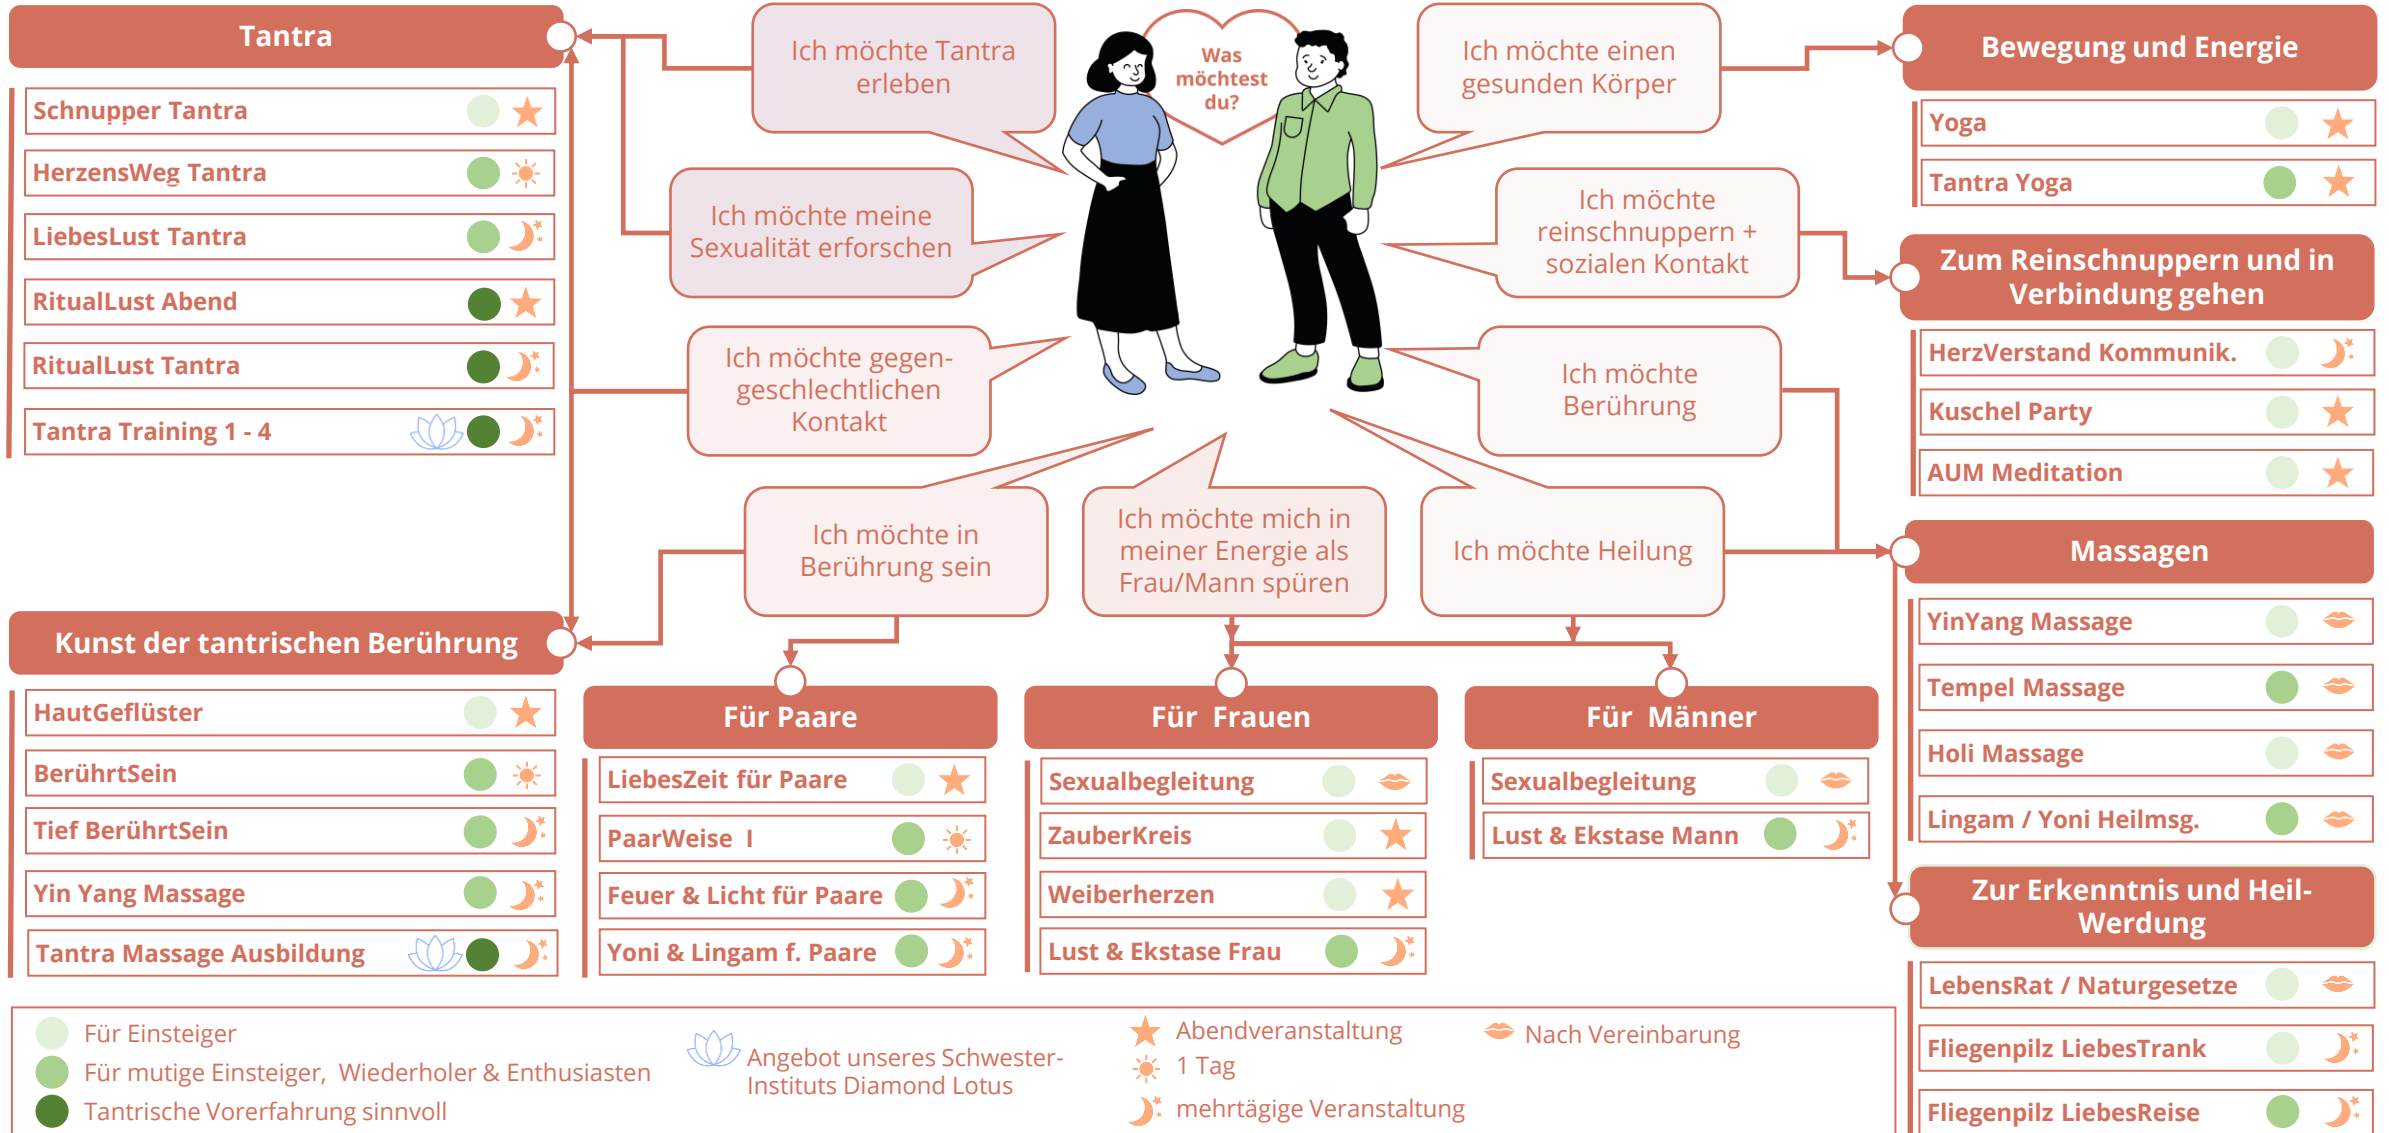 Tantra
Schnupper Tantra
HerzensWeg Tantra
LiebesLust Tantra
RitualLust Abend
RitualLust Tantra
Tantra Training 1 - 4
Ich möchte Tantra
erleben
Ich möchte meine
Sexualität erforschen
Ich möchte gegen-
geschlechtlichen
Kontakt
Ich möchte in
Berührung sein
Was
möchtest
du?
Ich möchte mich in
meiner Energie als
Frau/Mann spüren
Ich möchte einen
gesunden Körper
Ich möchte
reinschnuppern +
sozialen Kontakt
Ich möchte
Berührung
Ich möchte Heilung
Bewegung und Energie
Yoga
Tantra Yoga
Zum Reinschnuppern und in
Verbindung gehen
HerzVerstand Kommunik.
Kuschel Party
AUM Meditation
Massagen
YinYang Massage
Tempel Massage
Holi Massage
Lingam / Yoni Heilmsg.
Zur Erkenntnis und Heil-
Werdung
LebensRat / Naturgesetze
Fliegenpilz LiebesTrank
Fliegenpilz LiebesReise
Kunst der tantrischen Berührung
HautGeflüster
BerührtSein
Tief BerührtSein
Yin Yang Massage
Tantra Massage Ausbildung
Für Paare
LiebesZeit für Paare
PaarWeise I
Feuer & Licht für Paare
Yoni & Lingam f. Paare
Für Frauen
Sexualbegleitung
ZauberKreis
Weiberherzen
Lust & Ekstase Frau
Für Männer
Sexualbegleitung
Lust & Ekstase Mann
Für Einsteiger
Für mutige Einsteiger, Wiederholer & Enthusiasten
Tantrische Vorerfahrung sinnvoll
Angebot unseres Schwester-
Instituts Diamond Lotus
Abendveranstaltung
1 Tag
mehrtägige Veranstaltung
Nach Vereinbarung